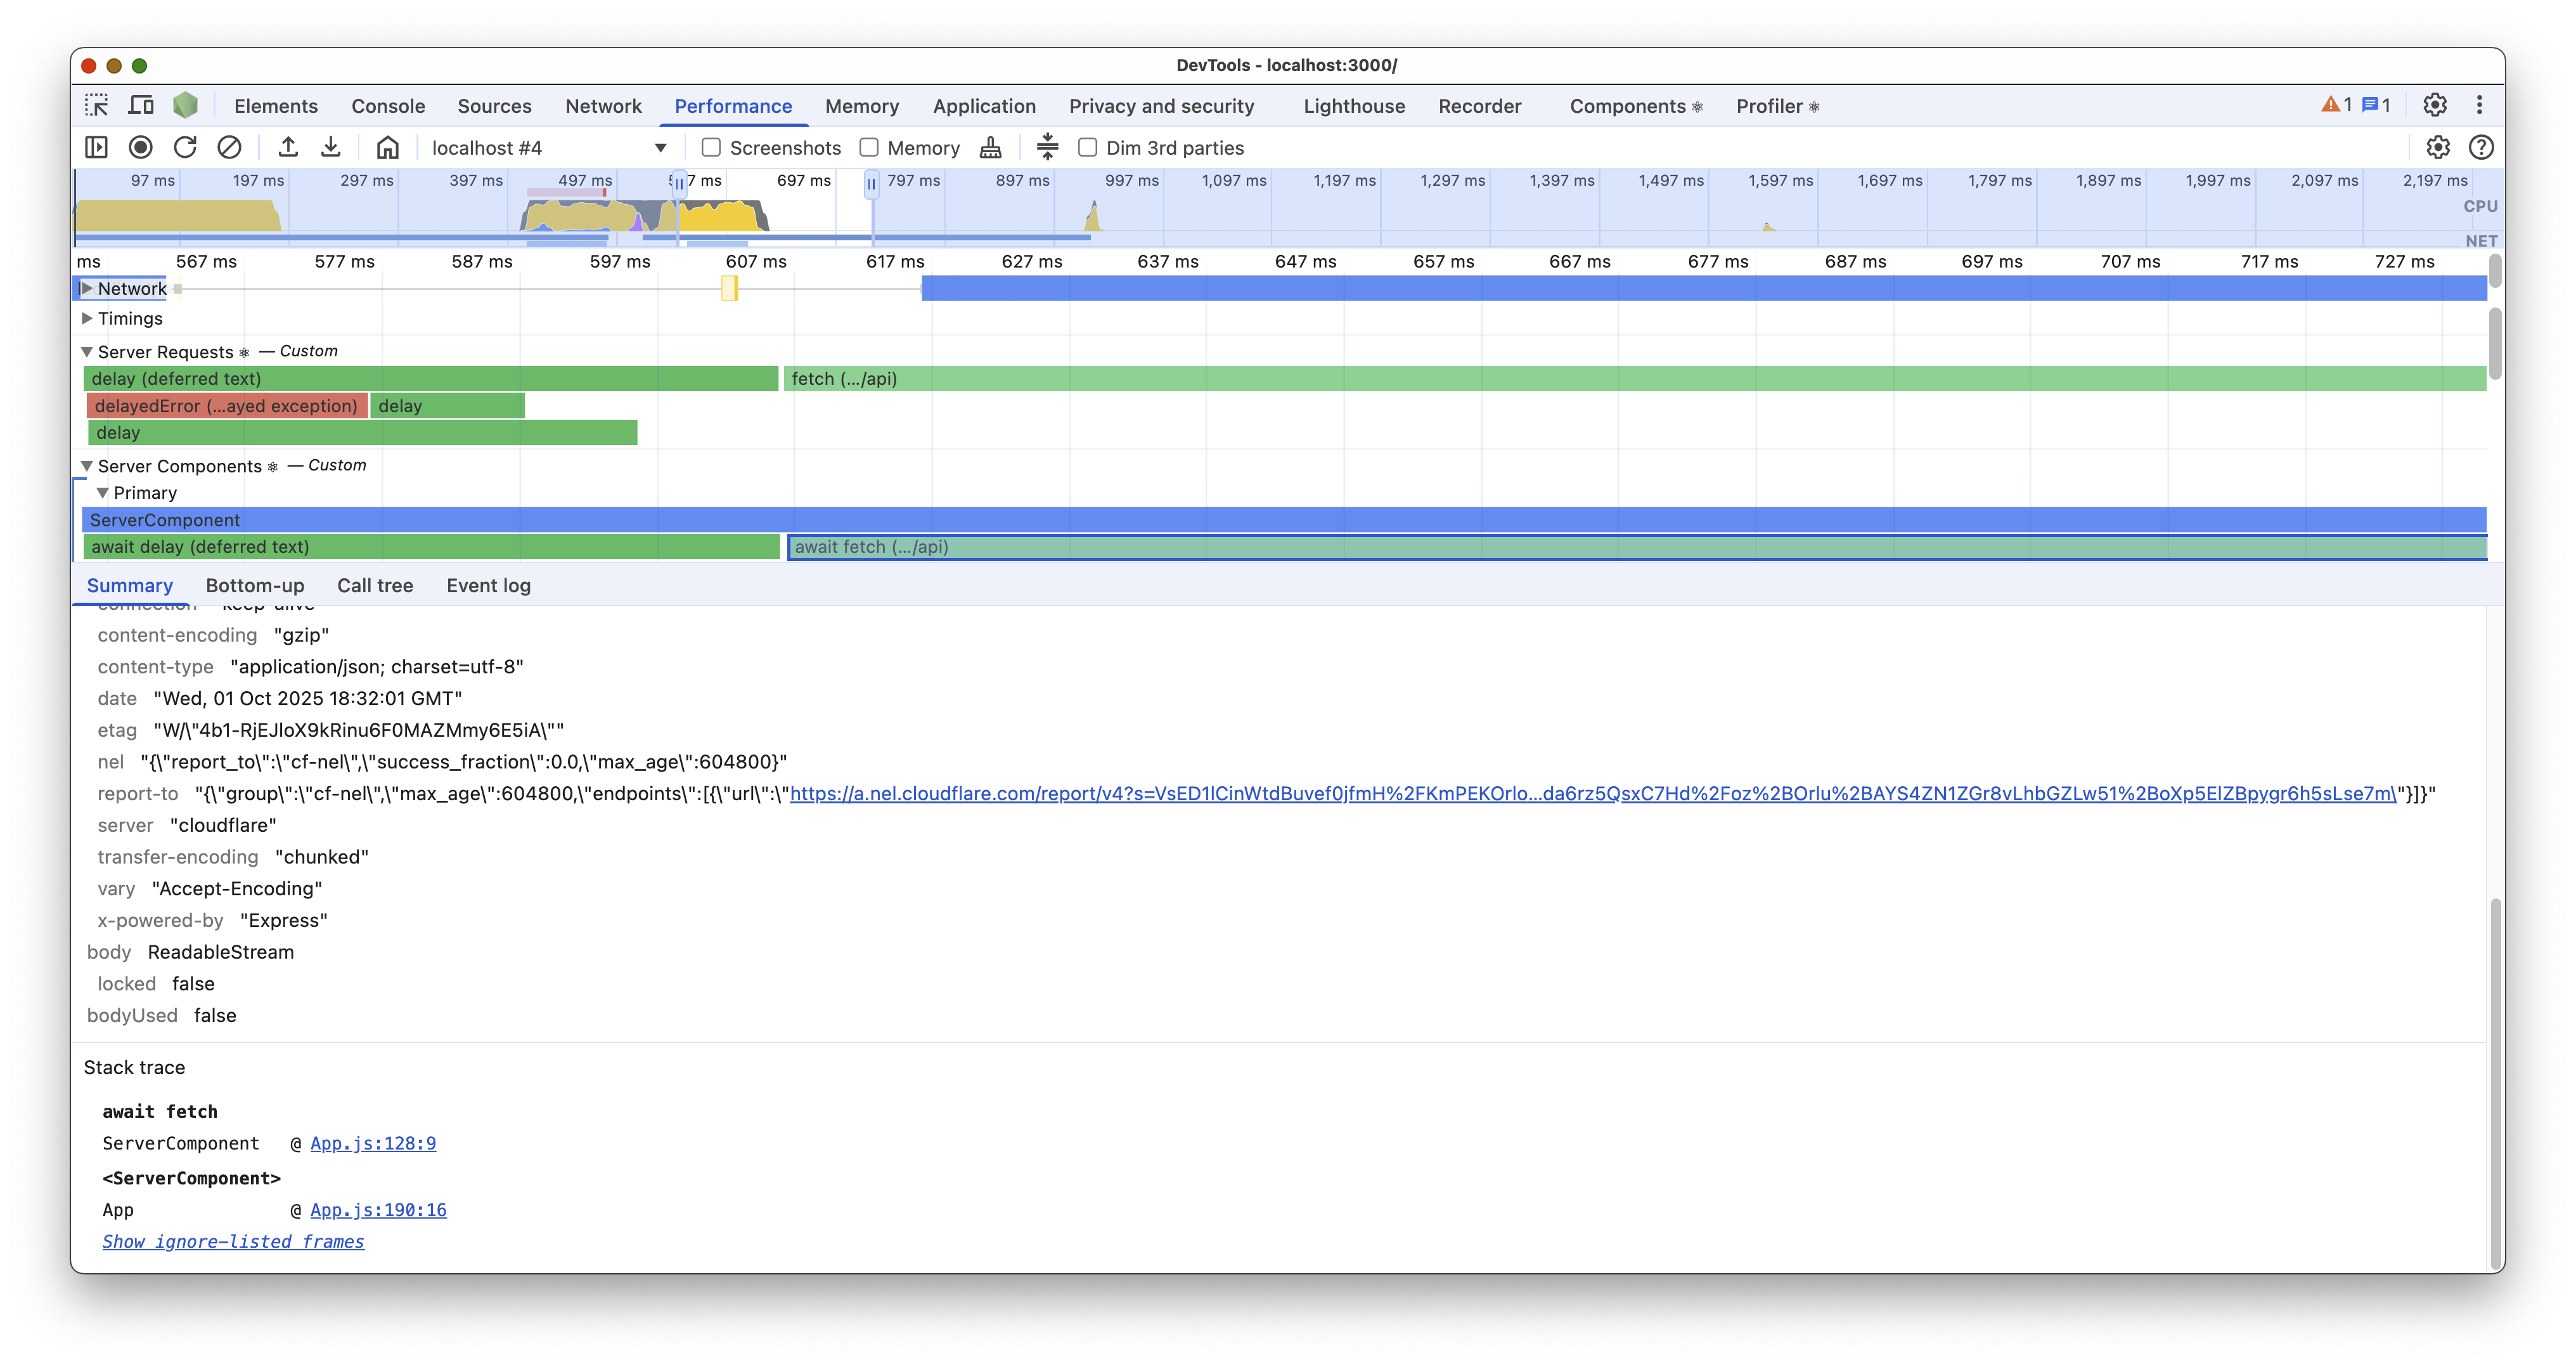 DevTools - localhost:3000/
Elements Console Sources Network Performance Memory Application Privacy and security Lighthouse Recorder Components ⚛ Profiler ⚛ 1 1
localhost #4 Screenshots Memory Dim 3rd parties
97 ms 197 ms 297 ms 397 ms 497 ms 7 ms 697 ms 797 ms 897 ms 997 ms 1,097 ms 1,197 ms 1,297 ms 1,397 ms 1,497 ms 1,597 ms 1,697 ms 1,797 ms 1,897 ms 1,997 ms 2,097 ms 2,197 ms
CPU
NET
ms 567 ms 577 ms 587 ms 597 ms 607 ms 617 ms 627 ms 637 ms 647 ms 657 ms 667 ms 677 ms 687 ms 697 ms 707 ms 717 ms 727 ms
Network
Timings
Server Requests ⚛ — Custom
delay (deferred text) fetch (…/api)
delayedError (…ayed exception) delay
delay
Server Components ⚛ — Custom
Primary
ServerComponent
await delay (deferred text) await fetch (…/api)
Summary Bottom-up Call tree Event log
connection "keep-alive"
content-encoding "gzip"
content-type "application/json; charset=utf-8"
date "Wed, 01 Oct 2025 18:32:01 GMT"
etag "W/\"4b1-RjEJloX9kRinu6F0MAZMmy6E5iA\""
nel "{\"report_to\":\"cf-nel\",\"success_fraction\":0.0,\"max_age\":604800}"
report-to "{\"group\":\"cf-nel\",\"max_age\":604800,\"endpoints\":[{\"url\":\"https://a.nel.cloudflare.com/report/v4?s=VsED1lCinWtdBuvef0jfmH%2FKmPEKOrlo…da6rz5QsxC7Hd%2Foz%2BOrlu%2BAYS4ZN1ZGr8vLhbGZLw51%2BoXp5ElZBpygr6h5sLse7m\"}]}"
server "cloudflare"
transfer-encoding "chunked"
vary "Accept-Encoding"
x-powered-by "Express"
body ReadableStream
locked false
bodyUsed false
Stack trace
await fetch
ServerComponent @ App.js:128:9
<ServerComponent>
App @ App.js:190:16
Show ignore-listed frames